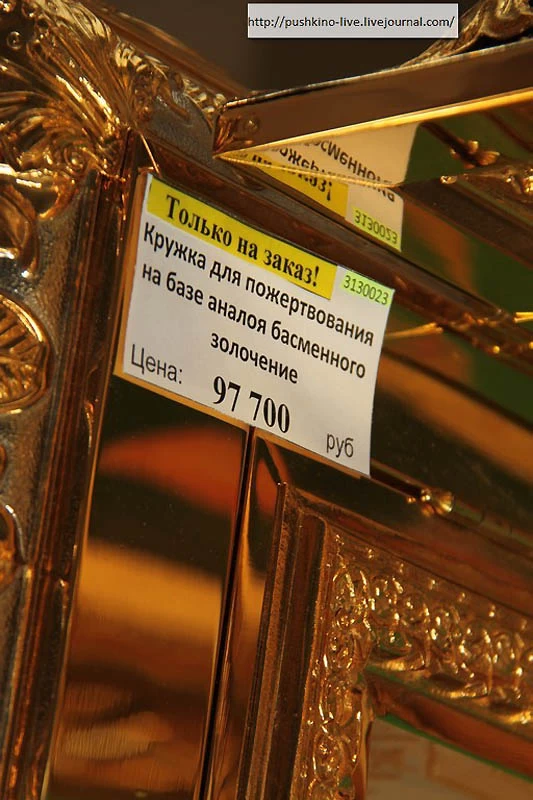 http://pushkino-live.livejournal.com/
Только на заказ!
3130023
Кружка для пожертвования
на базе аналоя басменного
золочение
Цена: 97 700 руб